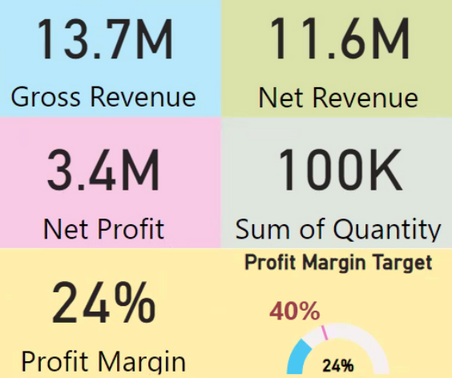 13.7M
Gross Revenue
11.6M
Net Revenue
3.4M
Net Profit
100K
Sum of Quantity
24%
Profit Margin
Profit Margin Target
40%
24%